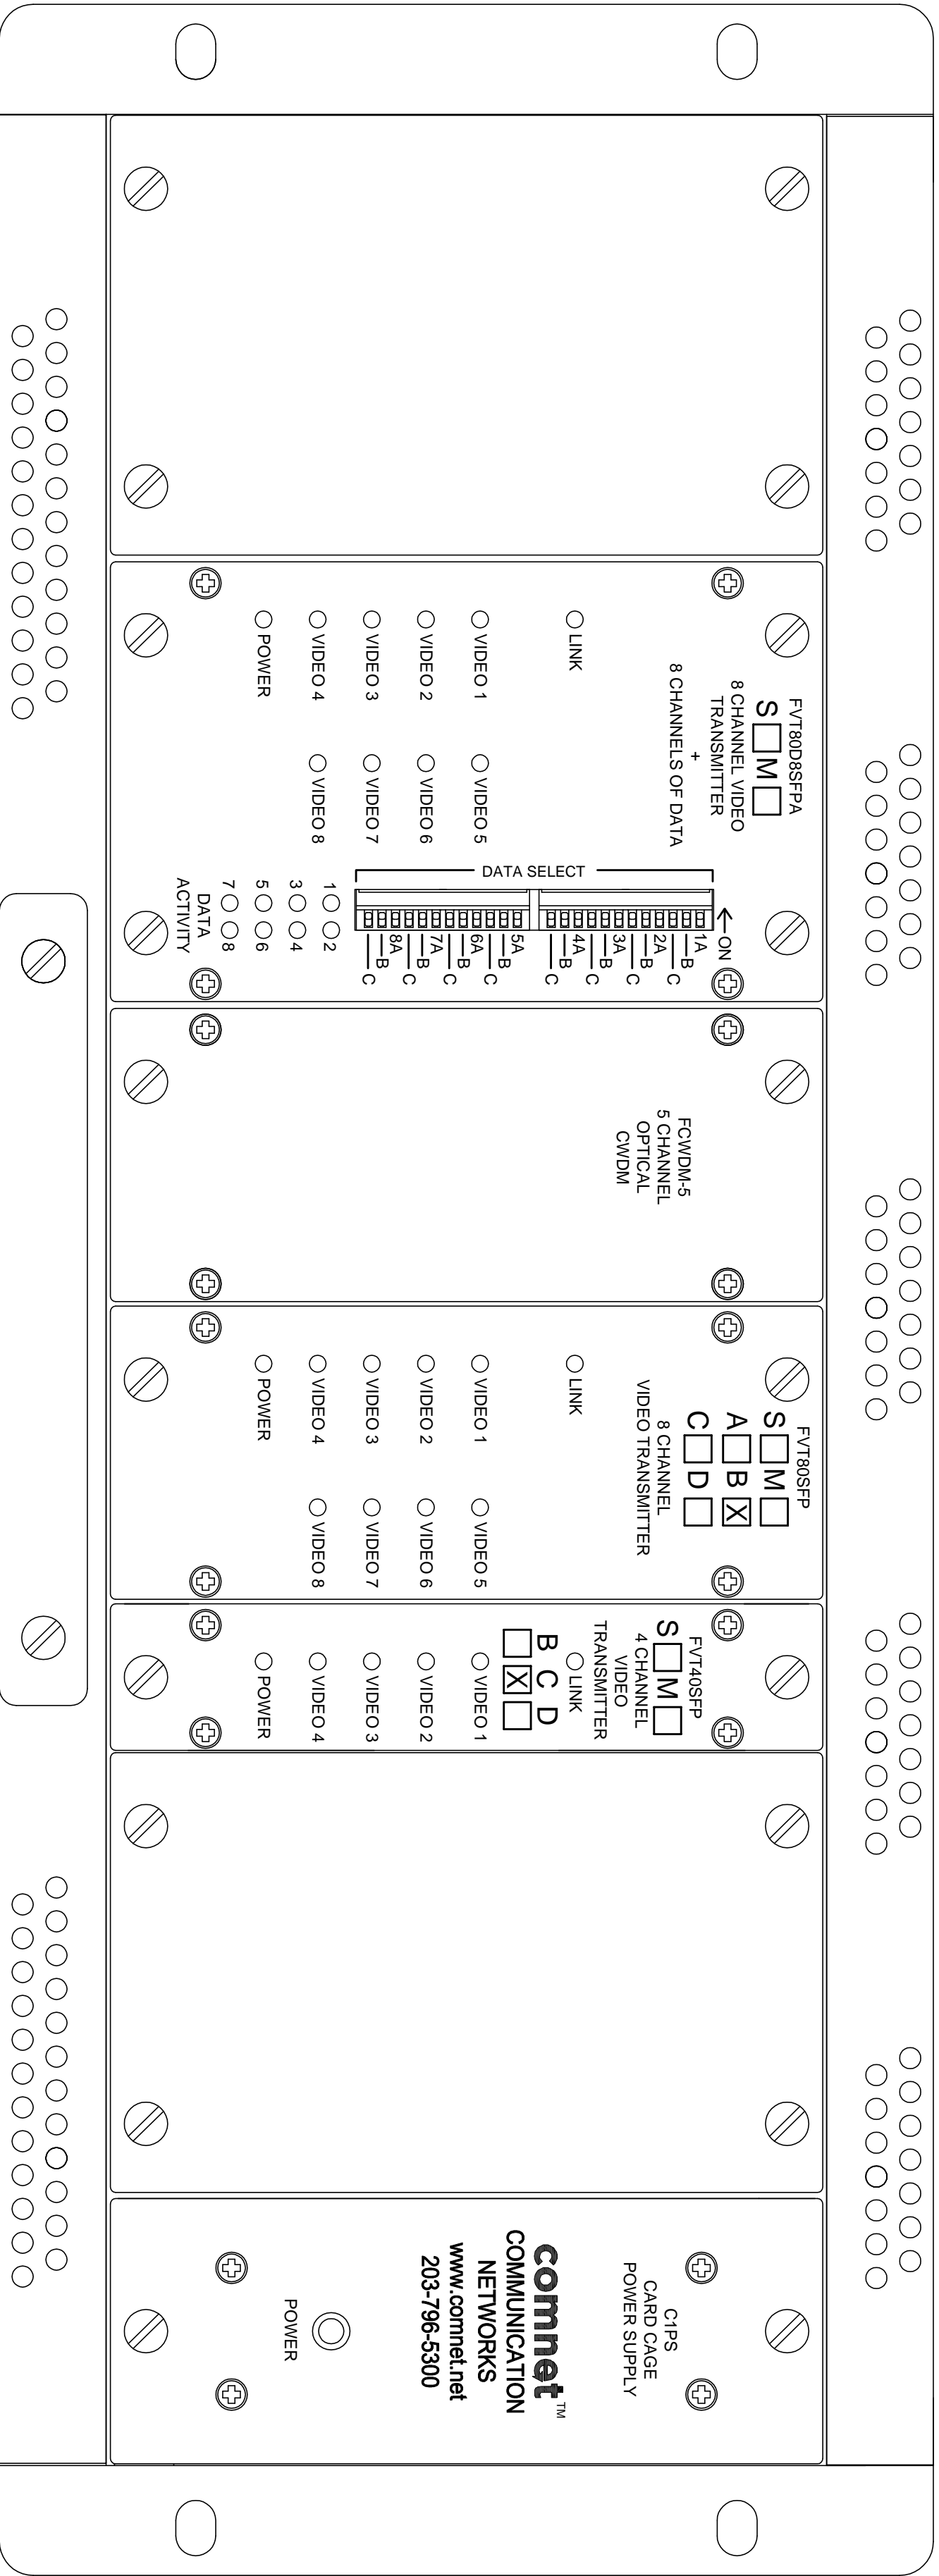 FVT80D8SFPA
S M
8 CHANNEL VIDEO
TRANSMITTER
+
8 CHANNELS OF DATA
LINK
VIDEO 1 VIDEO 5
VIDEO 2 VIDEO 6
VIDEO 3 VIDEO 7
VIDEO 4 VIDEO 8
POWER
ON
DATA SELECT
1A
B
C
2A
B
C
3A
B
C
4A
B
C
5A
B
C
6A
B
C
7A
B
C
8A
B
C
1 2
3 4
5 6
7 8
DATA
ACTIVITY
FCWDM-5
5 CHANNEL
OPTICAL
CWDM
FVT80SFP
S M
A B X
C D
8 CHANNEL
VIDEO TRANSMITTER
LINK
VIDEO 1 VIDEO 5
VIDEO 2 VIDEO 6
VIDEO 3 VIDEO 7
VIDEO 4 VIDEO 8
POWER
FVT40SFP
S M
4 CHANNEL
VIDEO
TRANSMITTER
LINK
B C D
X
VIDEO 1
VIDEO 2
VIDEO 3
VIDEO 4
POWER
C1PS
CARD CAGE
POWER SUPPLY
comnet™
COMMUNICATION
NETWORKS
www.comnet.net
203-796-5300
POWER